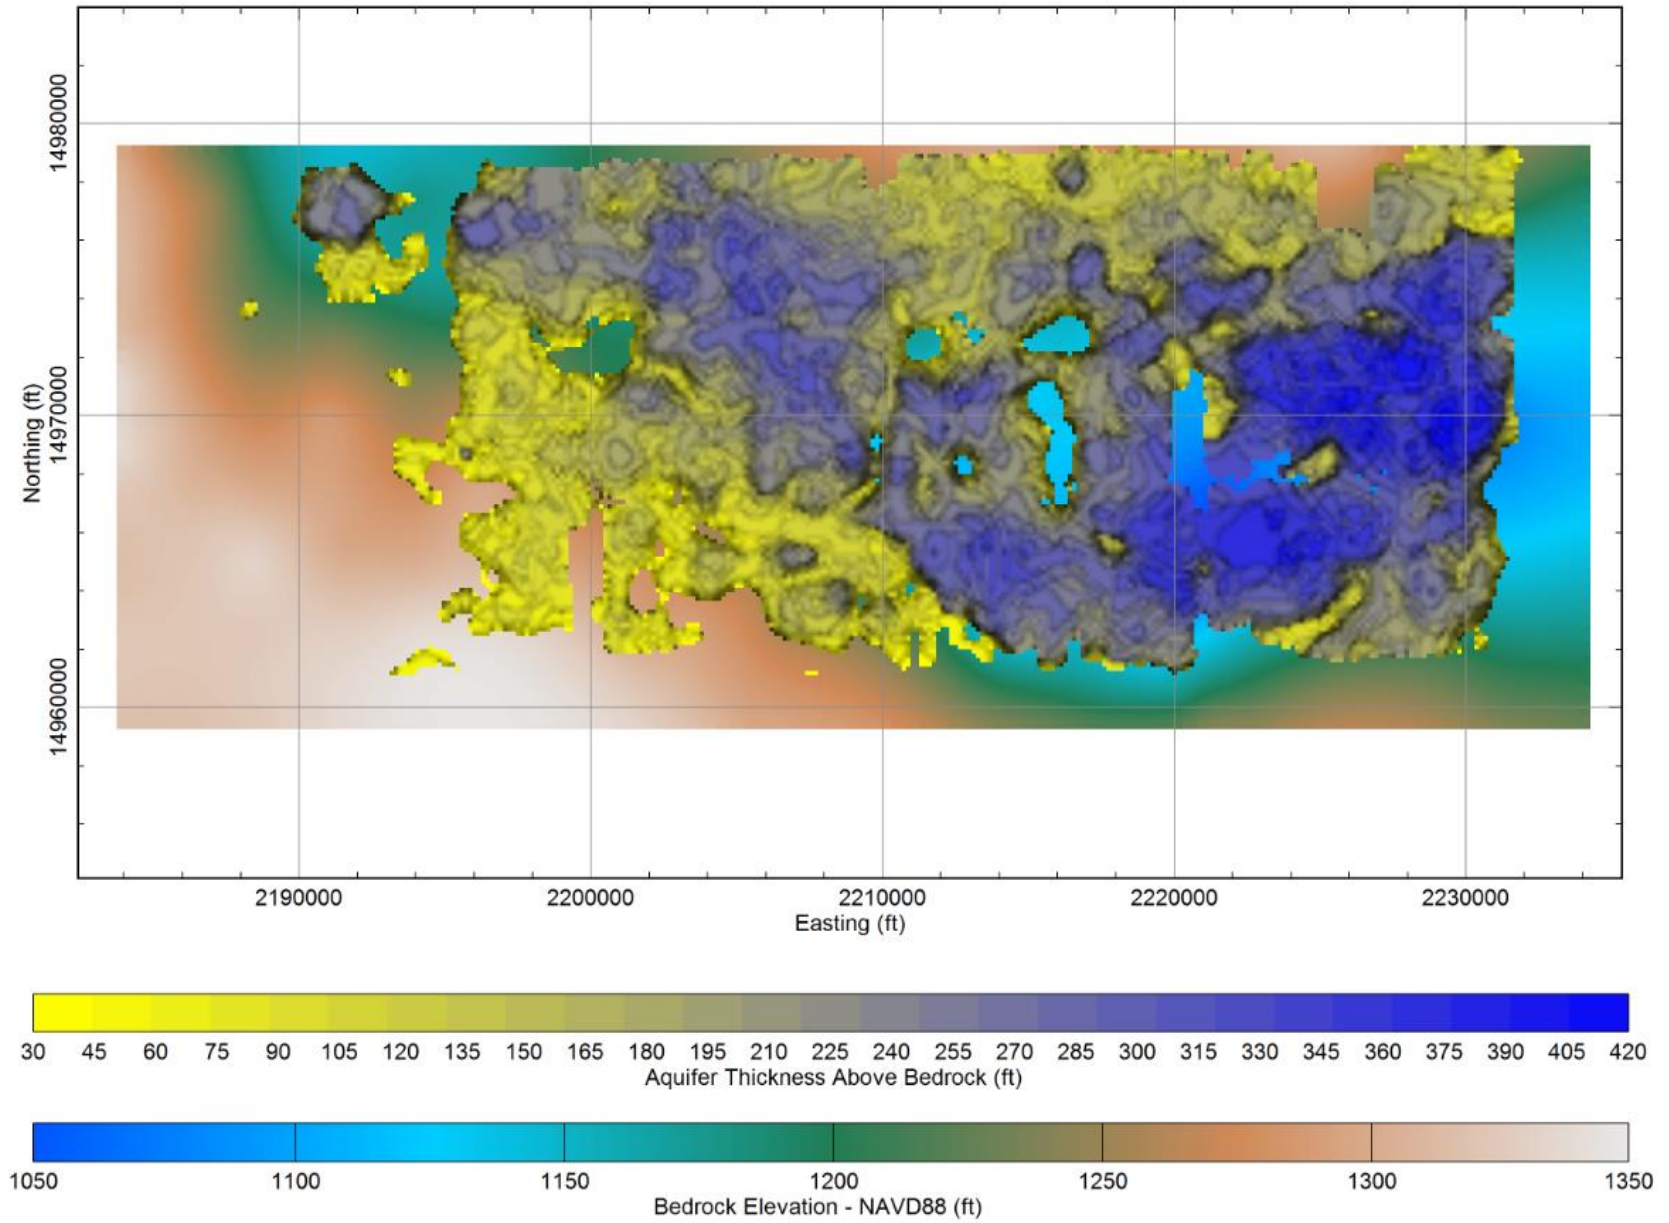 14980000
14970000
14960000
Northing (ft)
2190000 2200000 2210000 2220000 2230000
Easting (ft)
30 45 60 75 90 105 120 135 150 165 180 195 210 225 240 255 270 285 300 315 330 345 360 375 390 405 420
Aquifer Thickness Above Bedrock (ft)
1050 1100 1150 1200 1250 1300 1350
Bedrock Elevation - NAVD88 (ft)